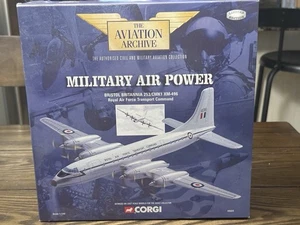 THE
AVIATION
ARCHIVE
THE AUTHORISED CIVIL AND MILITARY AVIATION COLLECTION
MILITARY AIR POWER
BRISTOL BRITANNIA 253/CMK1 XM-496
Royal Air Force Transport Command
CORGI